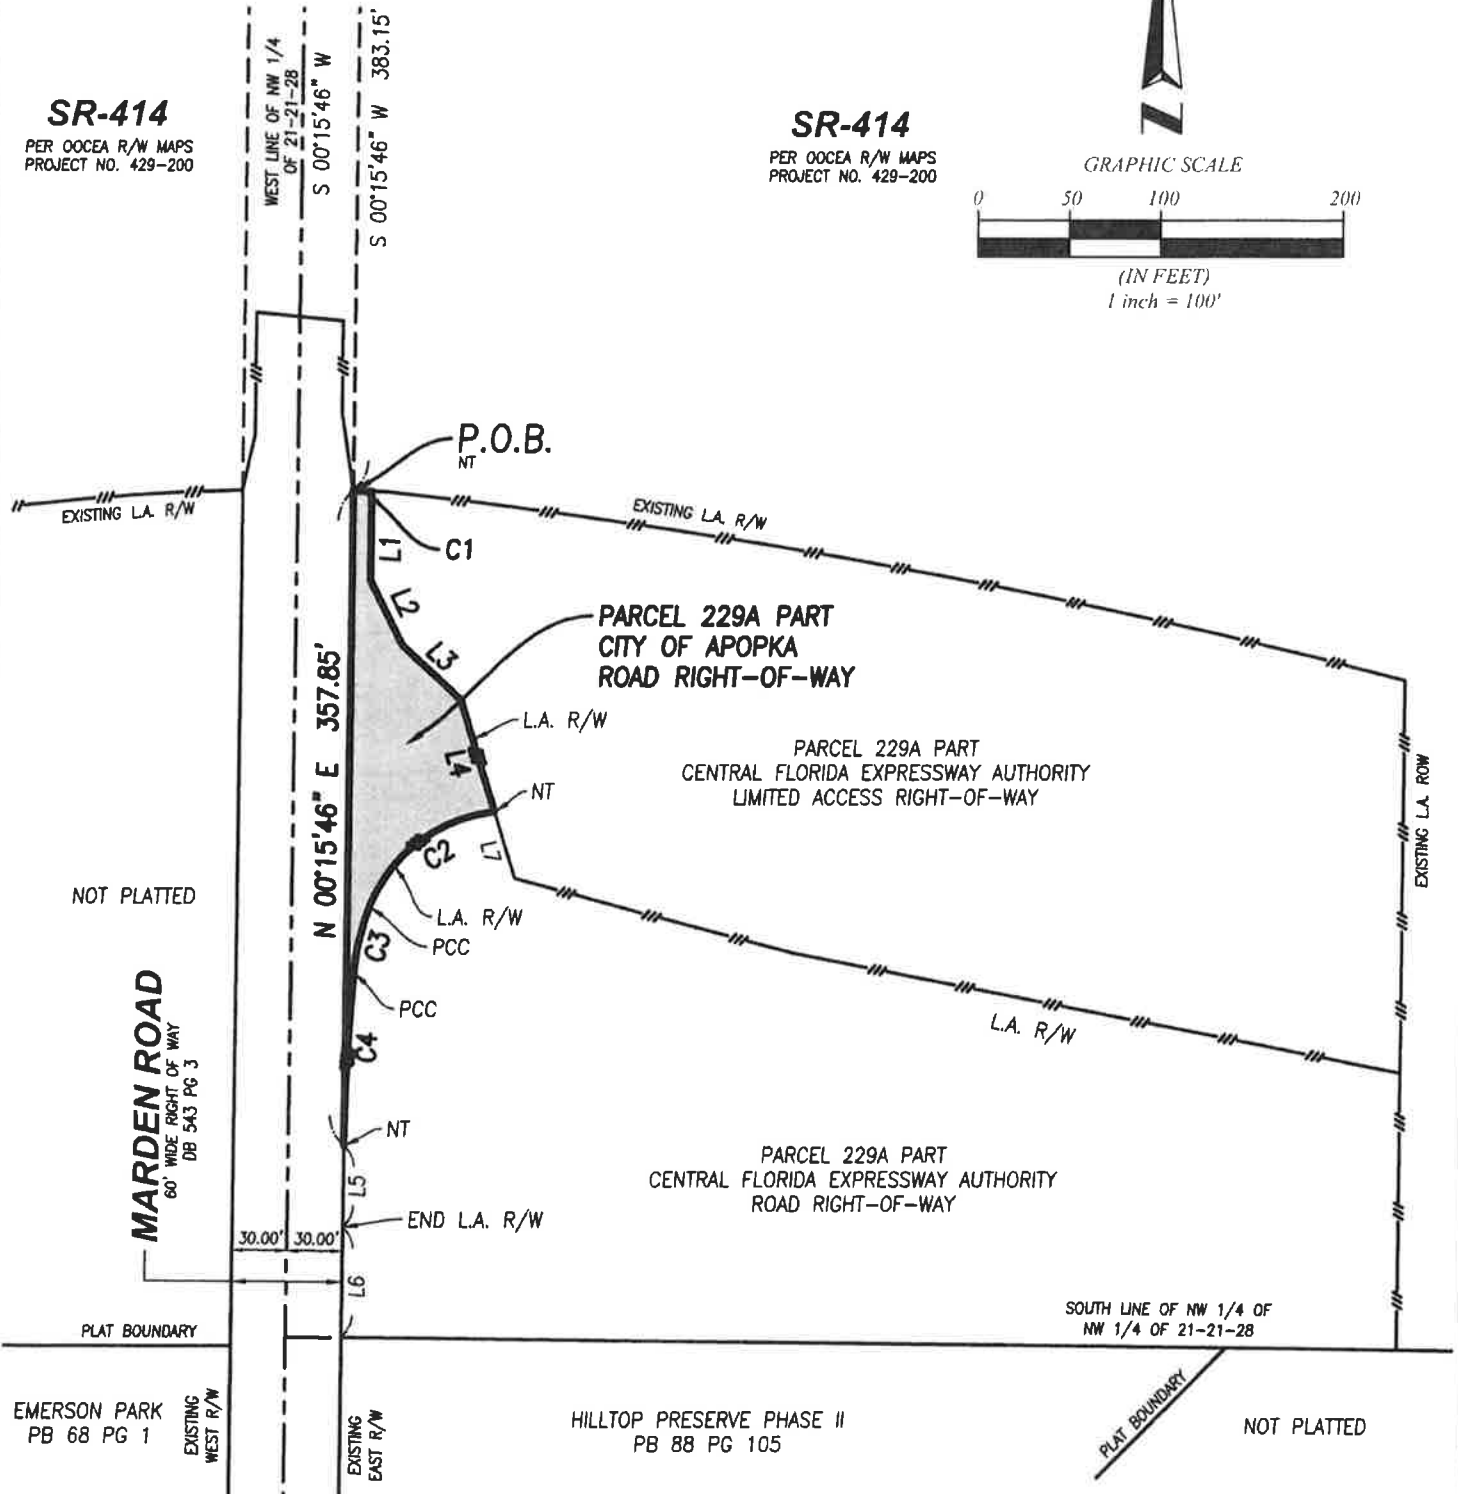 SR-414
PER OOCEA R/W MAPS
PROJECT NO. 429-200
WEST LINE OF NW 1/4
OF 21-21-28
S 00°15'46" W
S 00°15'46" W 383.15'
SR-414
PER OOCEA R/W MAPS
PROJECT NO. 429-200
GRAPHIC SCALE
0 50 100 200
(IN FEET)
1 inch = 100'
P.O.B.
NT
EXISTING L.A. R/W
EXISTING L.A. R/W
C1
L1
L2
L3
PARCEL 229A PART
CITY OF APOPKA
ROAD RIGHT-OF-WAY
N 00°15'46" E 357.85'
L.A. R/W
L4
NT
PARCEL 229A PART
CENTRAL FLORIDA EXPRESSWAY AUTHORITY
LIMITED ACCESS RIGHT-OF-WAY
EXISTING L.A. ROW
C2
L7
NOT PLATTED
L.A. R/W
PCC
C3
PCC
C4
L.A. R/W
MARDEN ROAD
60' WIDE RIGHT OF WAY
DB 543 PG 3
NT
L5
PARCEL 229A PART
CENTRAL FLORIDA EXPRESSWAY AUTHORITY
ROAD RIGHT-OF-WAY
END L.A. R/W
30.00' 30.00'
L6
SOUTH LINE OF NW 1/4 OF
NW 1/4 OF 21-21-28
PLAT BOUNDARY
EMERSON PARK
PB 68 PG 1
EXISTING
WEST R/W
EXISTING
EAST R/W
HILLTOP PRESERVE PHASE II
PB 88 PG 105
PLAT BOUNDARY
NOT PLATTED